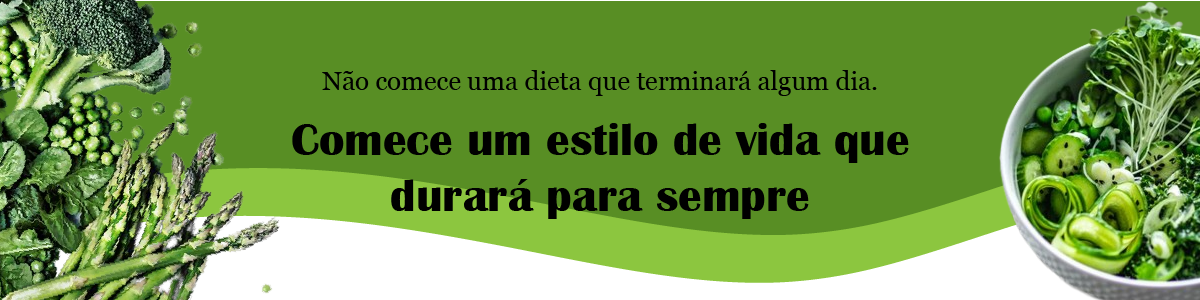 Não comece uma dieta que terminará algum dia.
Comece um estilo de vida que
durará para sempre